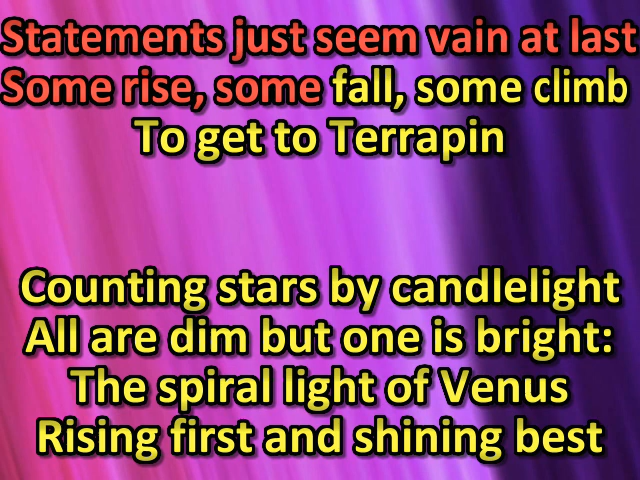 Statements just seem vain at last
Some rise, some fall, some climb
To get to Terrapin
Counting stars by candlelight
All are dim but one is bright:
The spiral light of Venus
Rising first and shining best